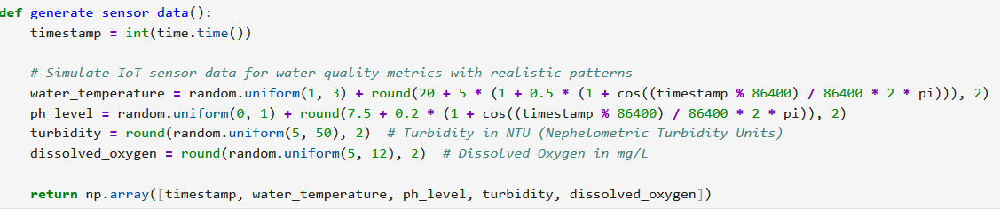 def generate_sensor_data():
    timestamp = int(time.time())

    # Simulate IoT sensor data for water quality metrics with realistic patterns
    water_temperature = random.uniform(1, 3) + round(20 + 5 * (1 + 0.5 * (1 + cos((timestamp % 86400) / 86400 * 2 * pi))), 2)
    ph_level = random.uniform(0, 1) + round(7.5 + 0.2 * (1 + cos((timestamp % 86400) / 86400 * 2 * pi)), 2)
    turbidity = round(random.uniform(5, 50), 2)  # Turbidity in NTU (Nephelometric Turbidity Units)
    dissolved_oxygen = round(random.uniform(5, 12), 2)  # Dissolved Oxygen in mg/L

    return np.array([timestamp, water_temperature, ph_level, turbidity, dissolved_oxygen])